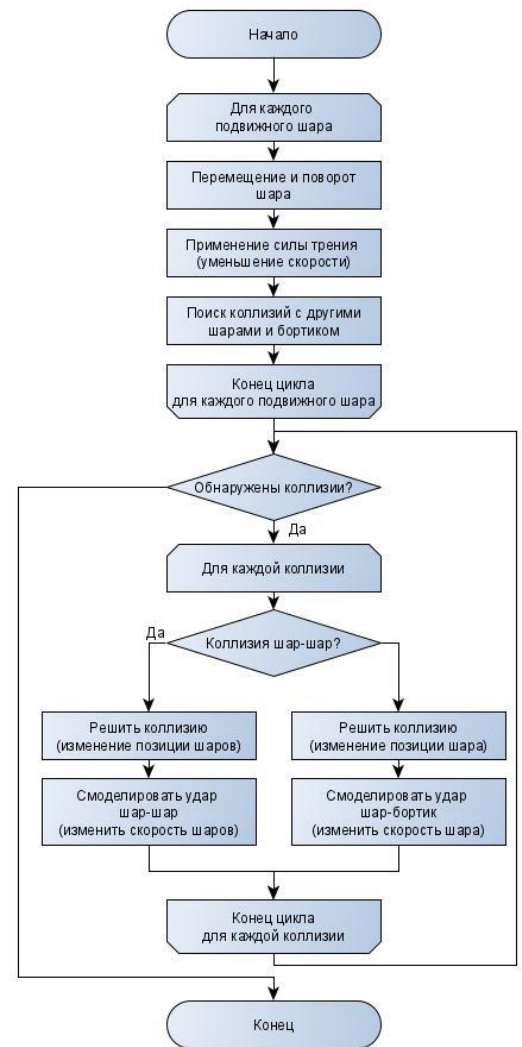 Начало
Для каждого
подвижного шара
Перемещение и поворот
шара
Применение силы трения
(уменьшение скорости)
Поиск коллизий с другими
шарами и бортиком
Конец цикла
для каждого подвижного шара
Обнаружены коллизии?
Да
Для каждой коллизии
Да
Коллизия шар-шар?
Решить коллизию
(изменение позиции шаров)
Решить коллизию
(изменение позиции шара)
Смоделировать удар
шар-шар
(изменить скорость шаров)
Смоделировать удар
шар-бортик
(изменить скорость шара)
Конец цикла
для каждой коллизии
Конец